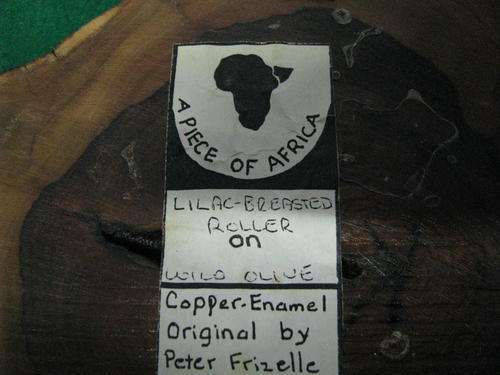 A PIECE OF AFRICA
LILAC-BREASTED
ROLLER
on
WILD OLIVE
Copper-Enamel
Original by
Peter Frizelle